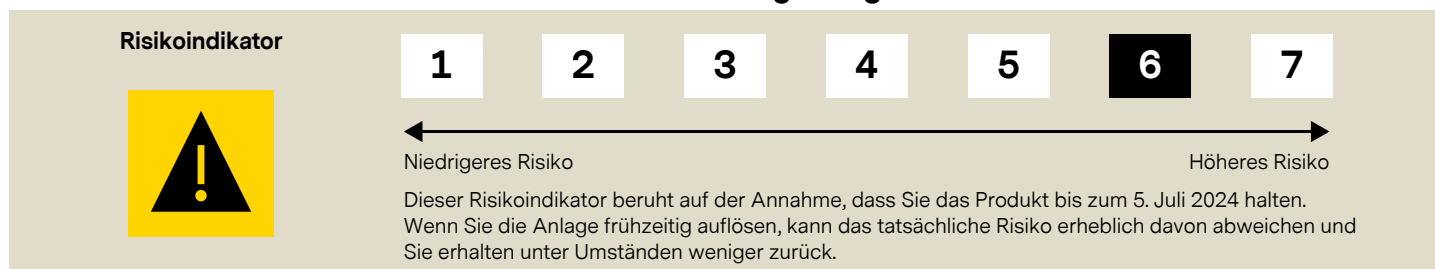 Risikoindikator
1 2 3 4 5 6 7
Niedrigeres Risiko Höheres Risiko
Dieser Risikoindikator beruht auf der Annahme, dass Sie das Produkt bis zum 5. Juli 2024 halten.
Wenn Sie die Anlage frühzeitig auflösen, kann das tatsächliche Risiko erheblich davon abweichen und
Sie erhalten unter Umständen weniger zurück.